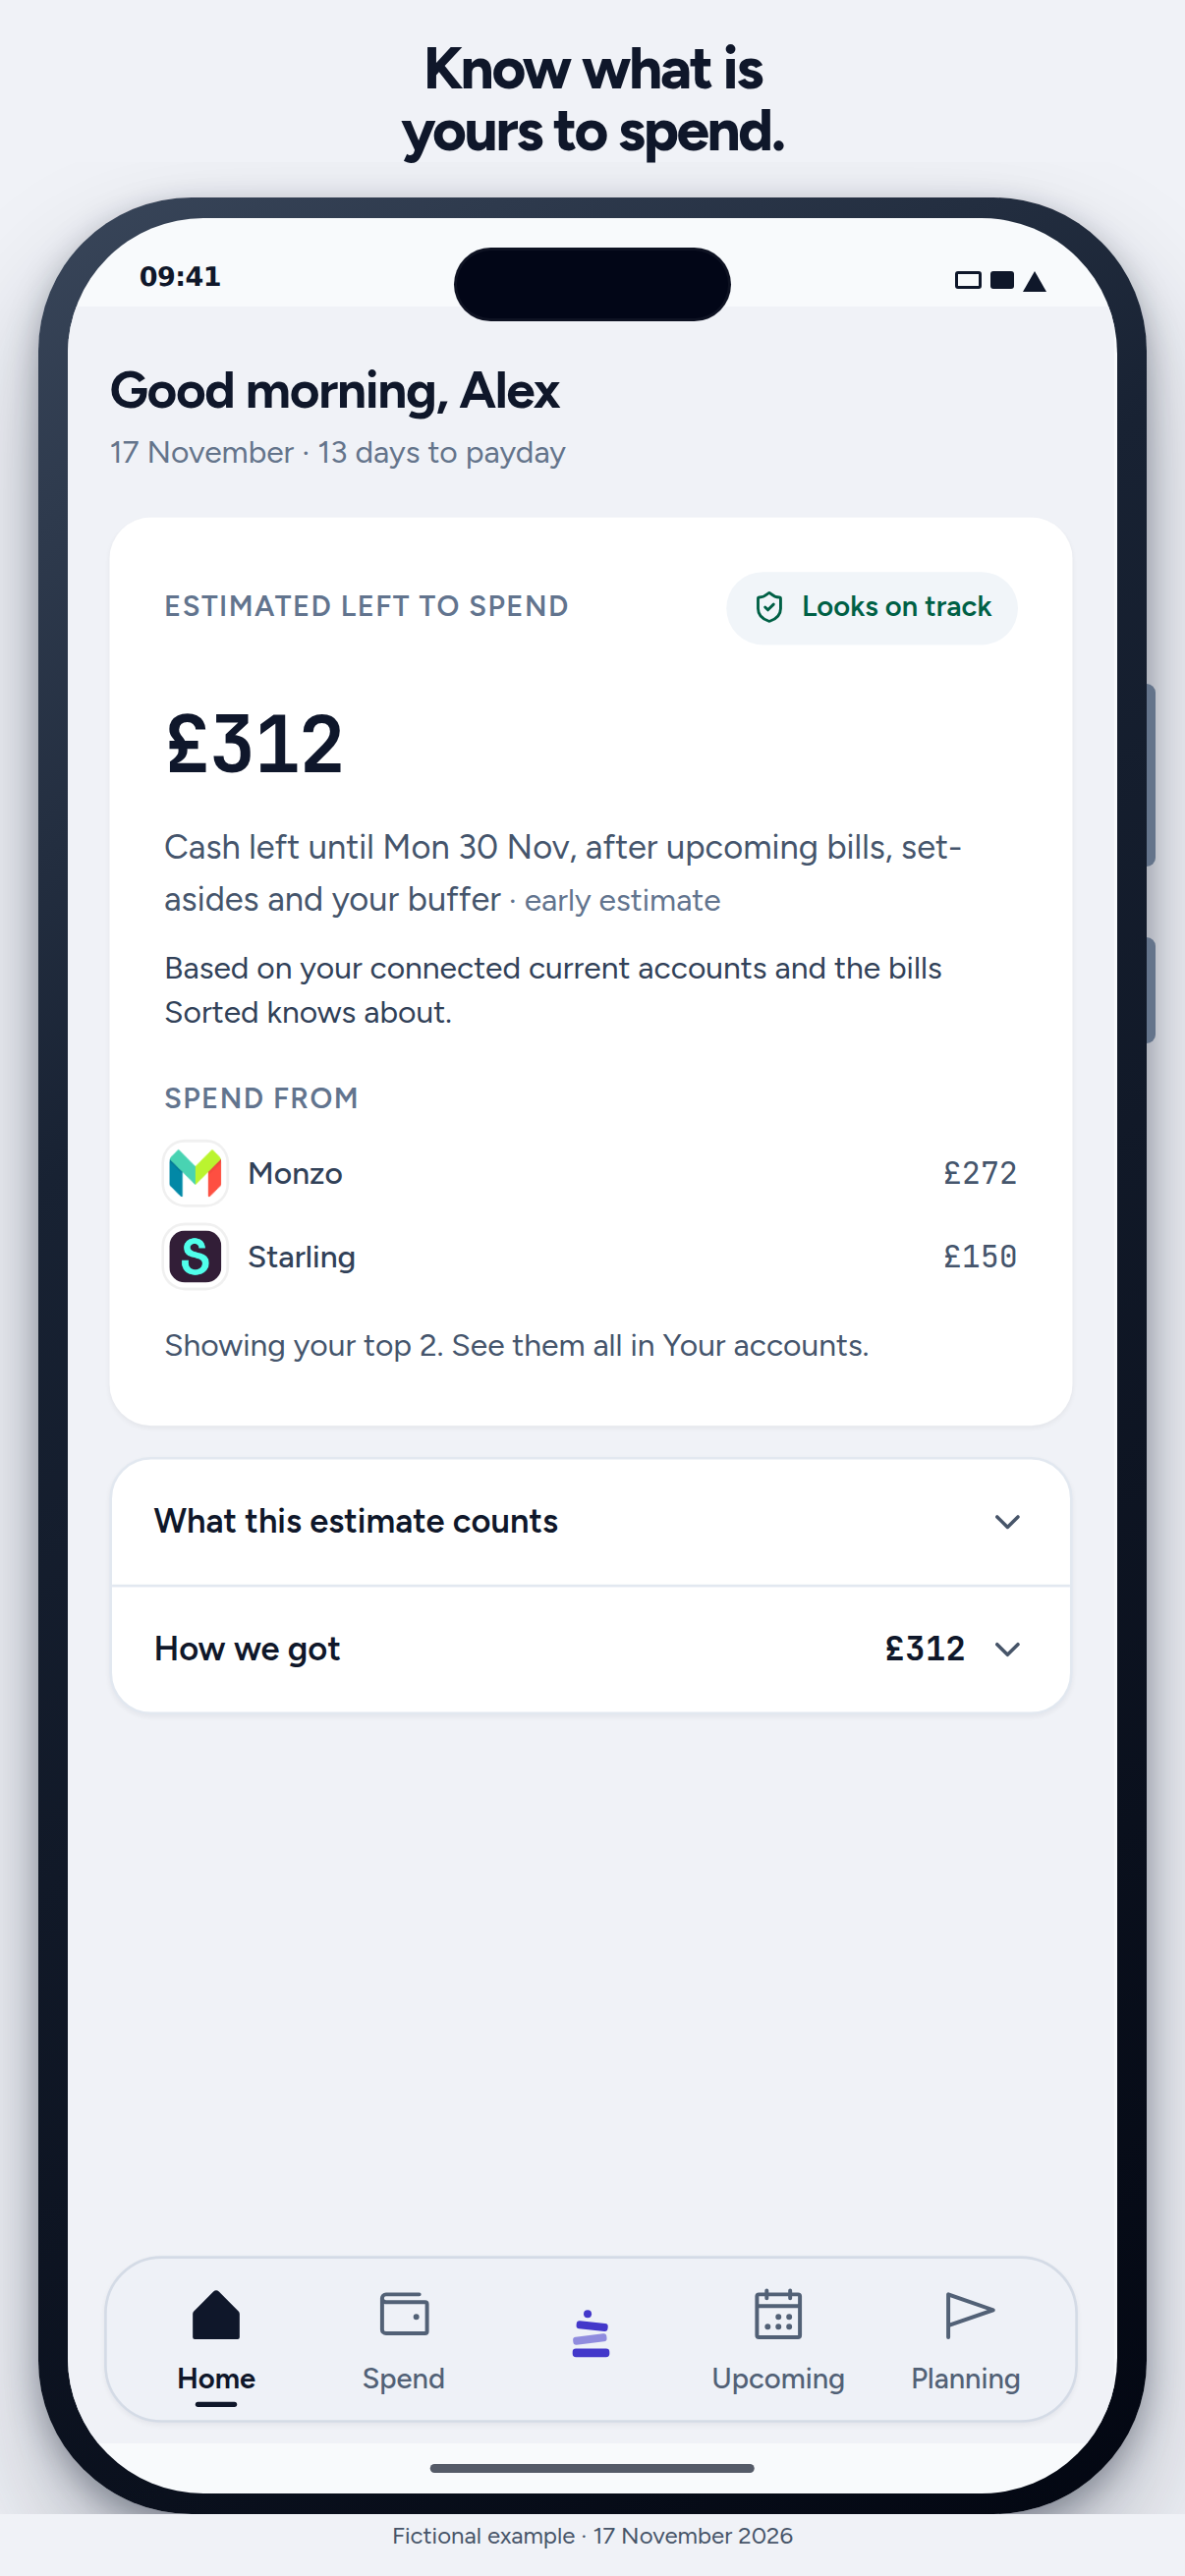 Know what is
yours to spend.
09:41
Good morning, Alex
17 November · 13 days to payday
ESTIMATED LEFT TO SPEND
Looks on track
£312
Cash left until Mon 30 Nov, after upcoming bills, set-
asides and your buffer · early estimate
Based on your connected current accounts and the bills
Sorted knows about.
SPEND FROM
Monzo £272
Starling £150
Showing your top 2. See them all in Your accounts.
What this estimate counts
How we got £312
Home Spend Upcoming Planning
Fictional example · 17 November 2026